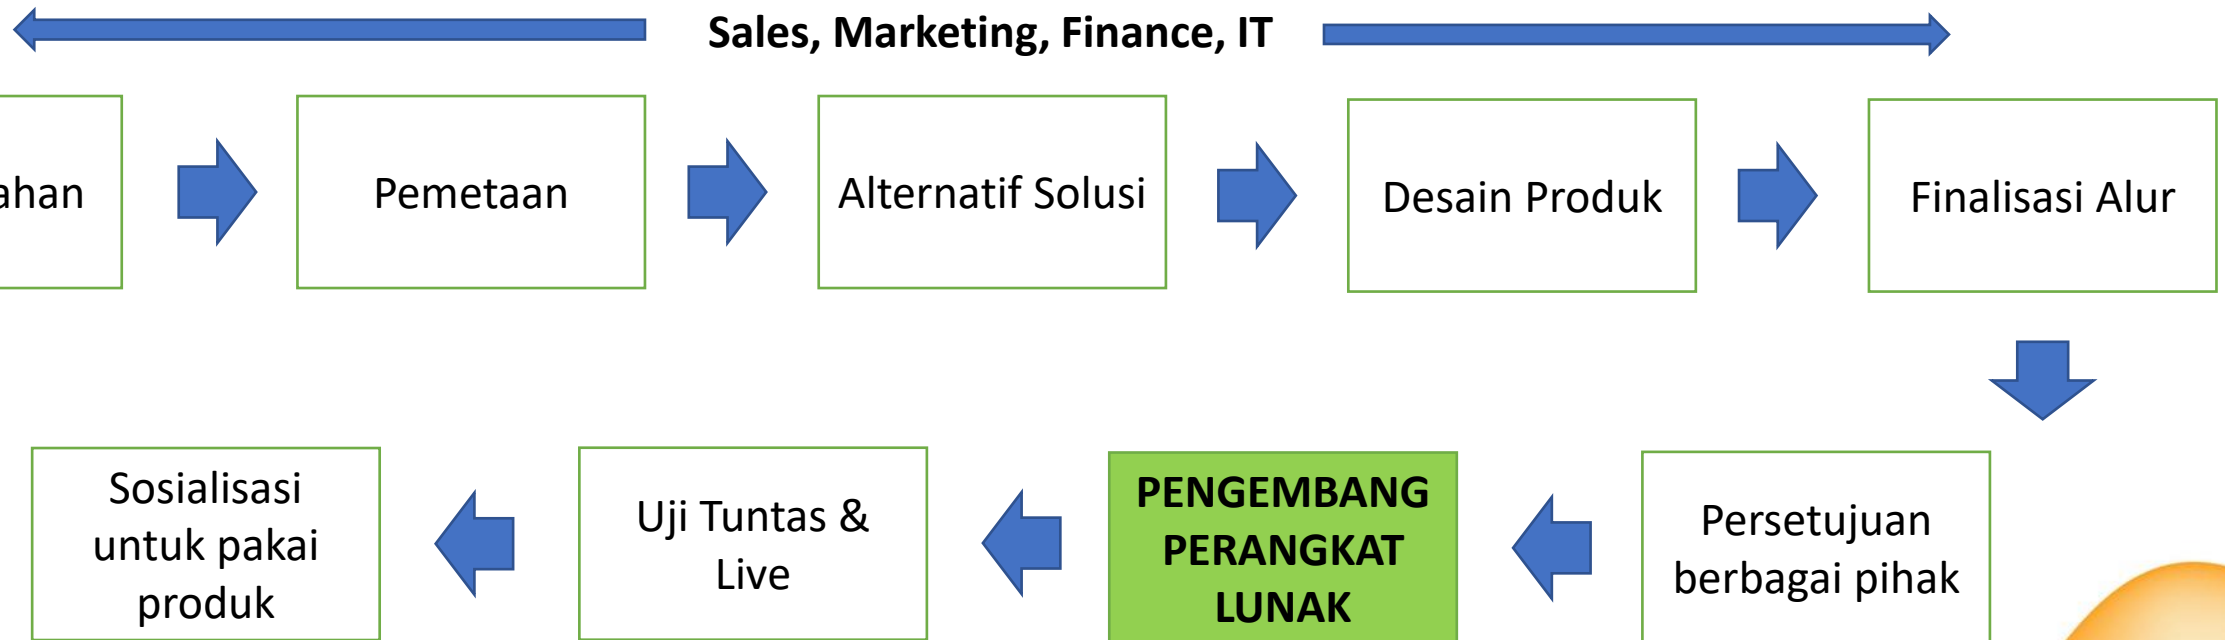 Sales, Marketing, Finance, IT
Pemetaan
Alternatif Solusi
Desain Produk
Finalisasi Alur
Sosialisasi
untuk pakai
produk
Uji Tuntas &
Live
PENGEMBANG
PERANGKAT
LUNAK
Persetujuan
berbagai pihak